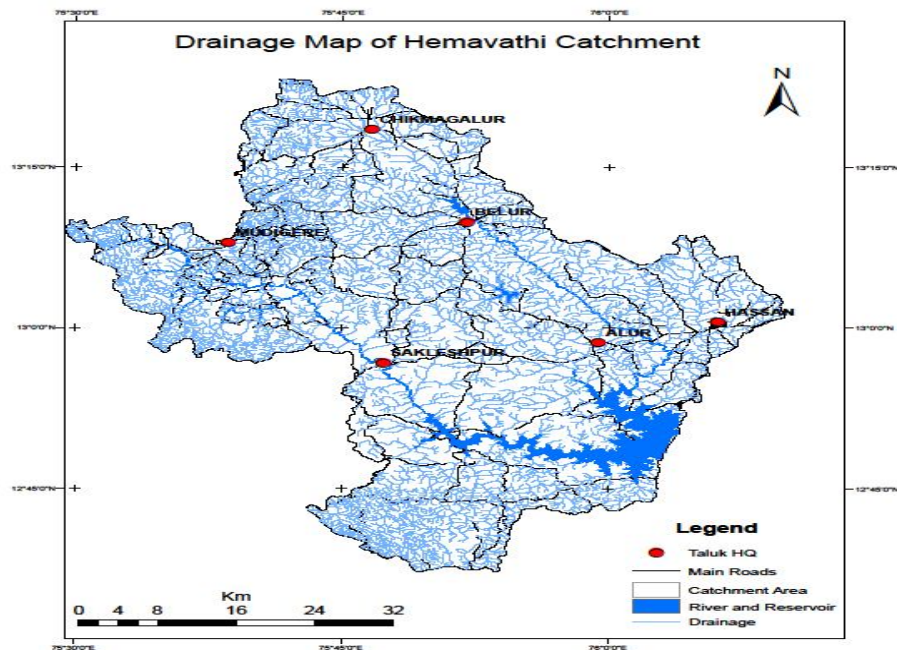 75°30'0"E 75°45'0"E 76°0'0"E
Drainage Map of Hemavathi Catchment
N
CHIKMAGALUR
13°15'0"N 13°15'0"N
BELUR
MUDIGERE
HASSAN
13°0'0"N 13°0'0"N
ALUR
SAKLESHPUR
12°45'0"N 12°45'0"N
Legend
Taluk HQ
Main Roads
Catchment Area
River and Reservoir
Drainage
Km
0 4 8 16 24 32
75°30'0"E 75°45'0"E 76°0'0"E